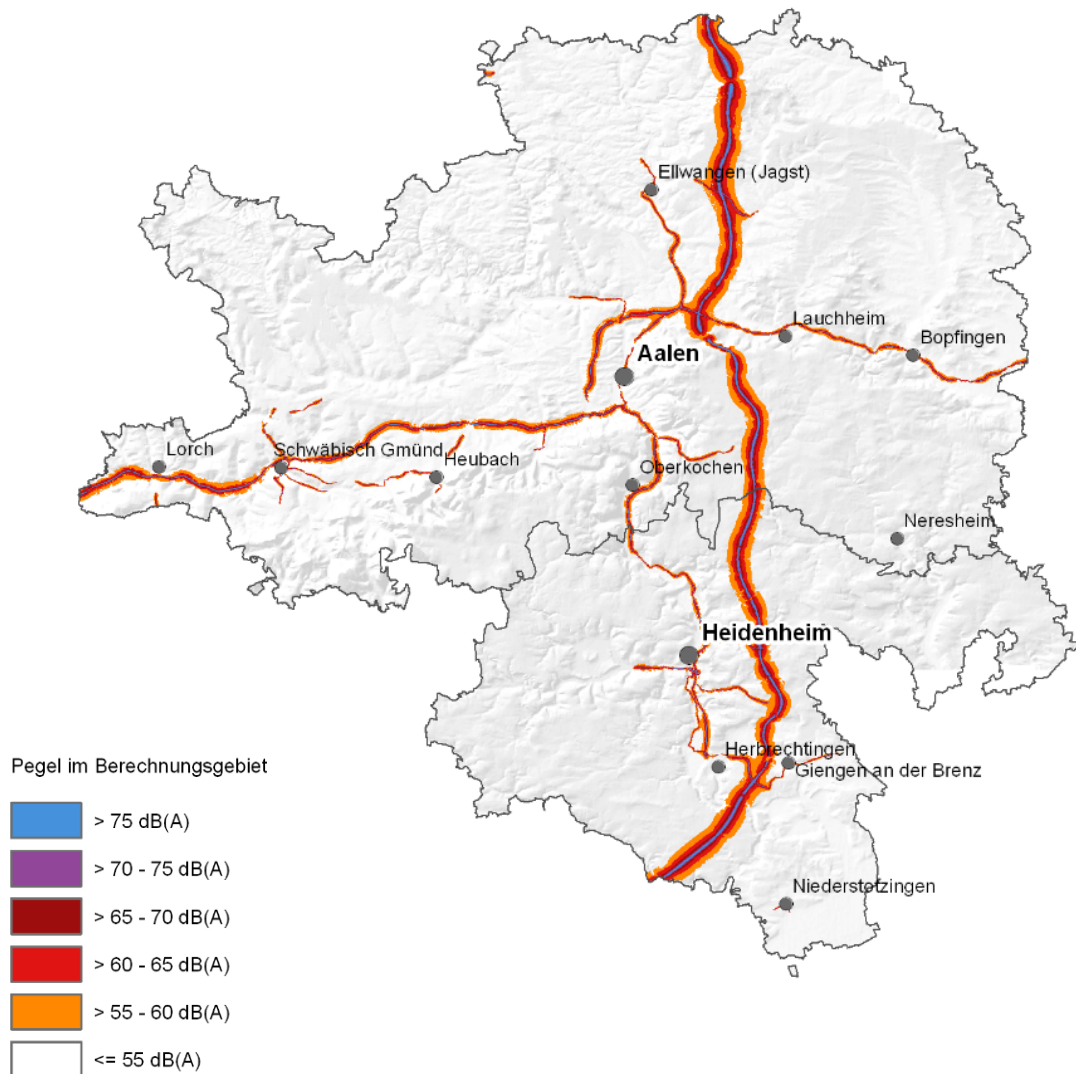 Ellwangen (Jagst)
Lauchheim
Bopfingen
Aalen
Lorch
Schwäbisch Gmünd
Heubach
Oberkochen
Neresheim
Heidenheim
Herbrechtingen
Giengen an der Brenz
Niederstotzingen
Pegel im Berechnungsgebiet
> 75 dB(A)
> 70 - 75 dB(A)
> 65 - 70 dB(A)
> 60 - 65 dB(A)
> 55 - 60 dB(A)
<= 55 dB(A)